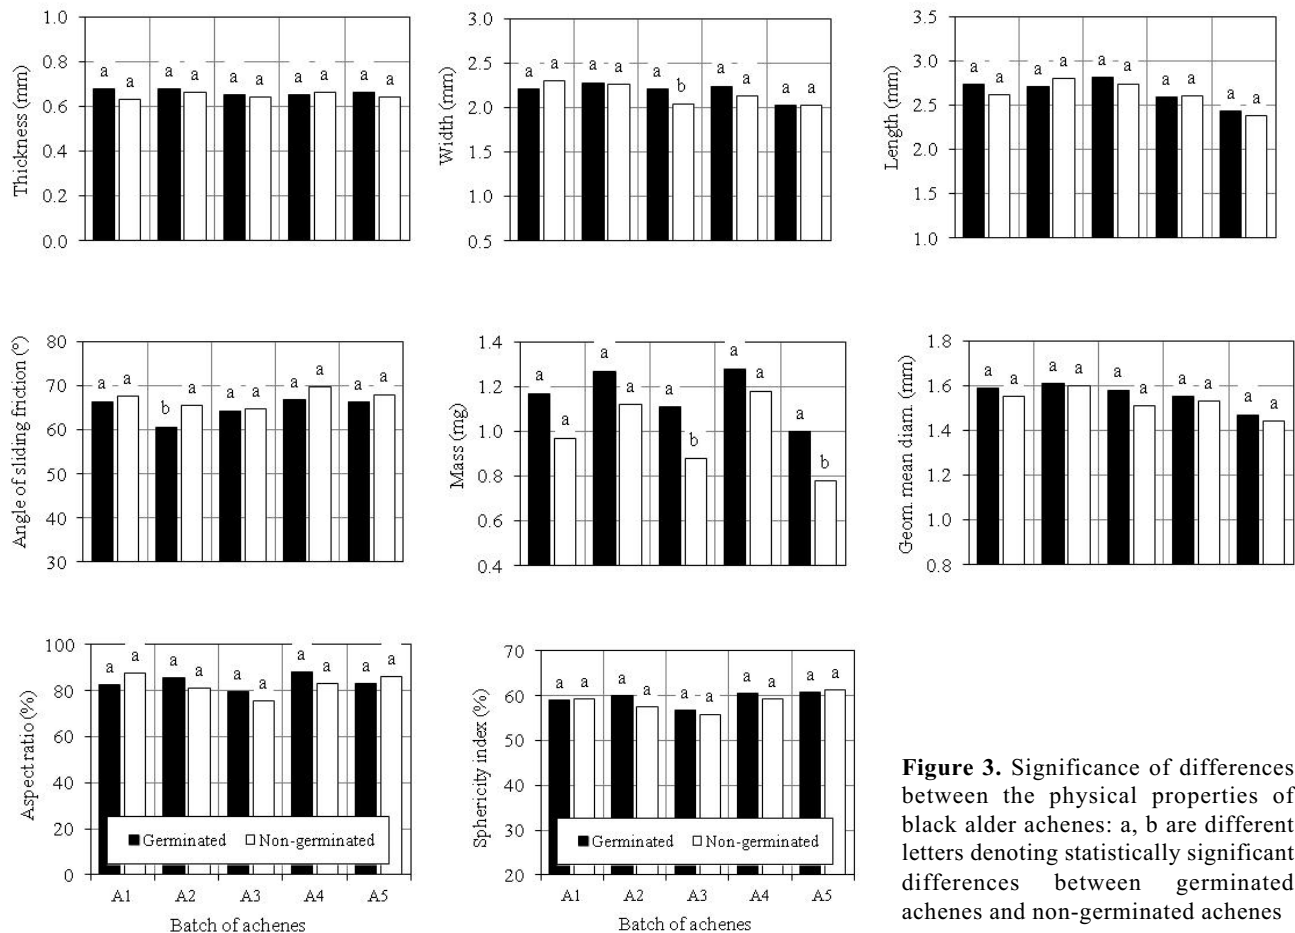 Thickness (mm)
1.0
0.8
0.6
0.4
0.2
0.0
a a a a a a a a a a
Width (mm)
3.0
2.5
2.0
1.5
1.0
0.5
a a a a a b a a a a
Length (mm)
3.5
3.0
2.5
2.0
1.5
1.0
a a a a a a a a a a
Angle of sliding friction (°)
80
70
60
50
40
30
a a b a a a a a a a
Mass (mg)
1.4
1.2
1.0
0.8
0.6
0.4
a a a a a b a a a b
Geom. mean diam. (mm)
1.8
1.6
1.4
1.2
1.0
0.8
a a a a a a a a a a
Aspect ratio (%)
100
80
60
40
20
0
a a a a a a a a a a
Germinated Non-germinated
A1 A2 A3 A4 A5
Batch of achenes
Sphericity index (%)
70
60
50
40
30
20
a a a a a a a a a a
Germinated Non-germinated
A1 A2 A3 A4 A5
Batch of achenes
Figure 3. Significance of differences
between the physical properties of
black alder achenes: a, b are different
letters denoting statistically significant
differences between germinated
achenes and non-germinated achenes